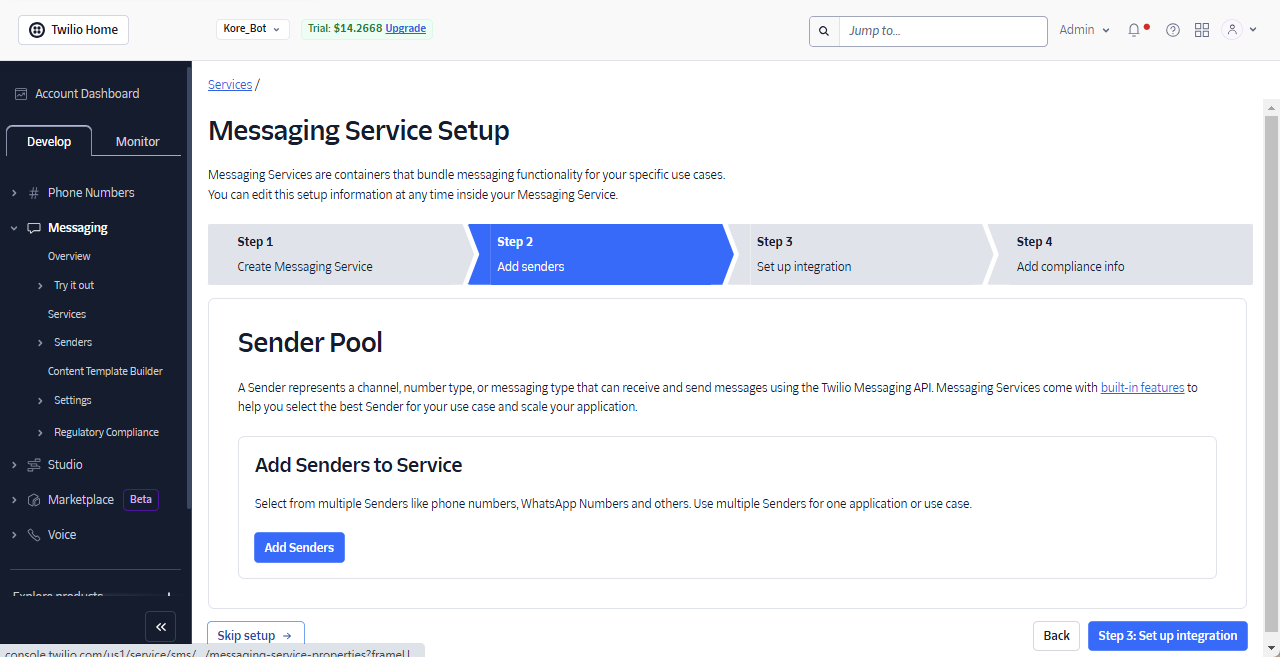 Twilio Home
Kore_Bot
Trial: $14.2668 Upgrade
Jump to...
Admin
Account Dashboard
Develop
Monitor
Phone Numbers
Messaging
Overview
Try it out
Services
Senders
Content Template Builder
Settings
Regulatory Compliance
Studio
Marketplace Beta
Voice
Explore products
Services /
Messaging Service Setup
Messaging Services are containers that bundle messaging functionality for your specific use cases.
You can edit this setup information at any time inside your Messaging Service.
Step 1
Create Messaging Service
Step 2
Add senders
Step 3
Set up integration
Step 4
Add compliance info
Sender Pool
A Sender represents a channel, number type, or messaging type that can receive and send messages using the Twilio Messaging API. Messaging Services come with built-in features to
help you select the best Sender for your use case and scale your application.
Add Senders to Service
Select from multiple Senders like phone numbers, WhatsApp Numbers and others. Use multiple Senders for one application or use case.
Add Senders
Skip setup →
Back
Step 3: Set up integration
console.twilio.com/us1/service/sms/.../messaging-service-properties?frameU